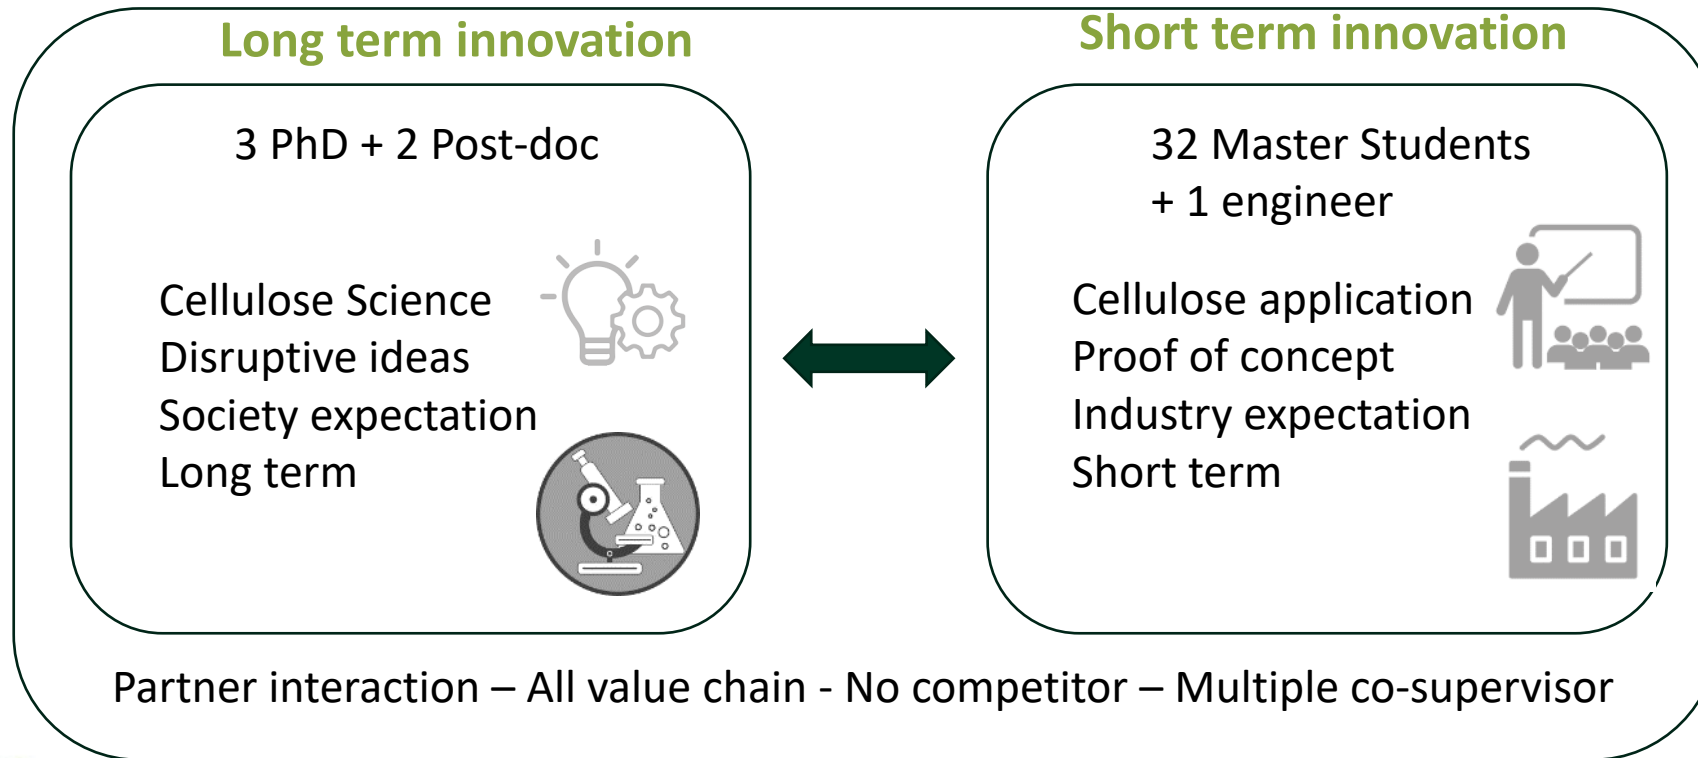 Long term innovation
3 PhD + 2 Post-doc
Cellulose Science
Disruptive ideas
Society expectation
Long term
Short term innovation
32 Master Students
+ 1 engineer
Cellulose application
Proof of concept
Industry expectation
Short term
Partner interaction – All value chain - No competitor – Multiple co-supervisor